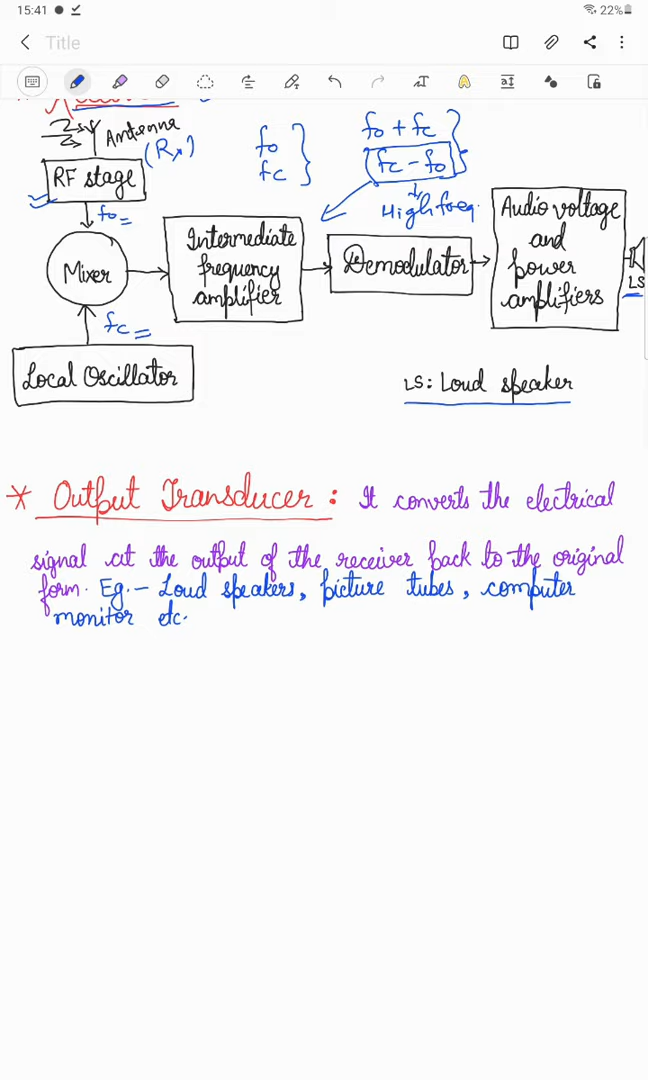 15:41
22%
Title
Antenna
(Rx)
RF stage
fo =
fo
fc
fo + fc
fc - fo
High freq.
Mixer
Intermediate
frequency
amplifier
Demodulator
Audio voltage
and
power
amplifiers
LS
fc =
Local Oscillator
LS: Loud speaker
* Output Transducer : It converts the electrical
signal at the output of the receiver back to the original
form. Eg.- Loud speakers, picture tubes, computer
monitor etc.